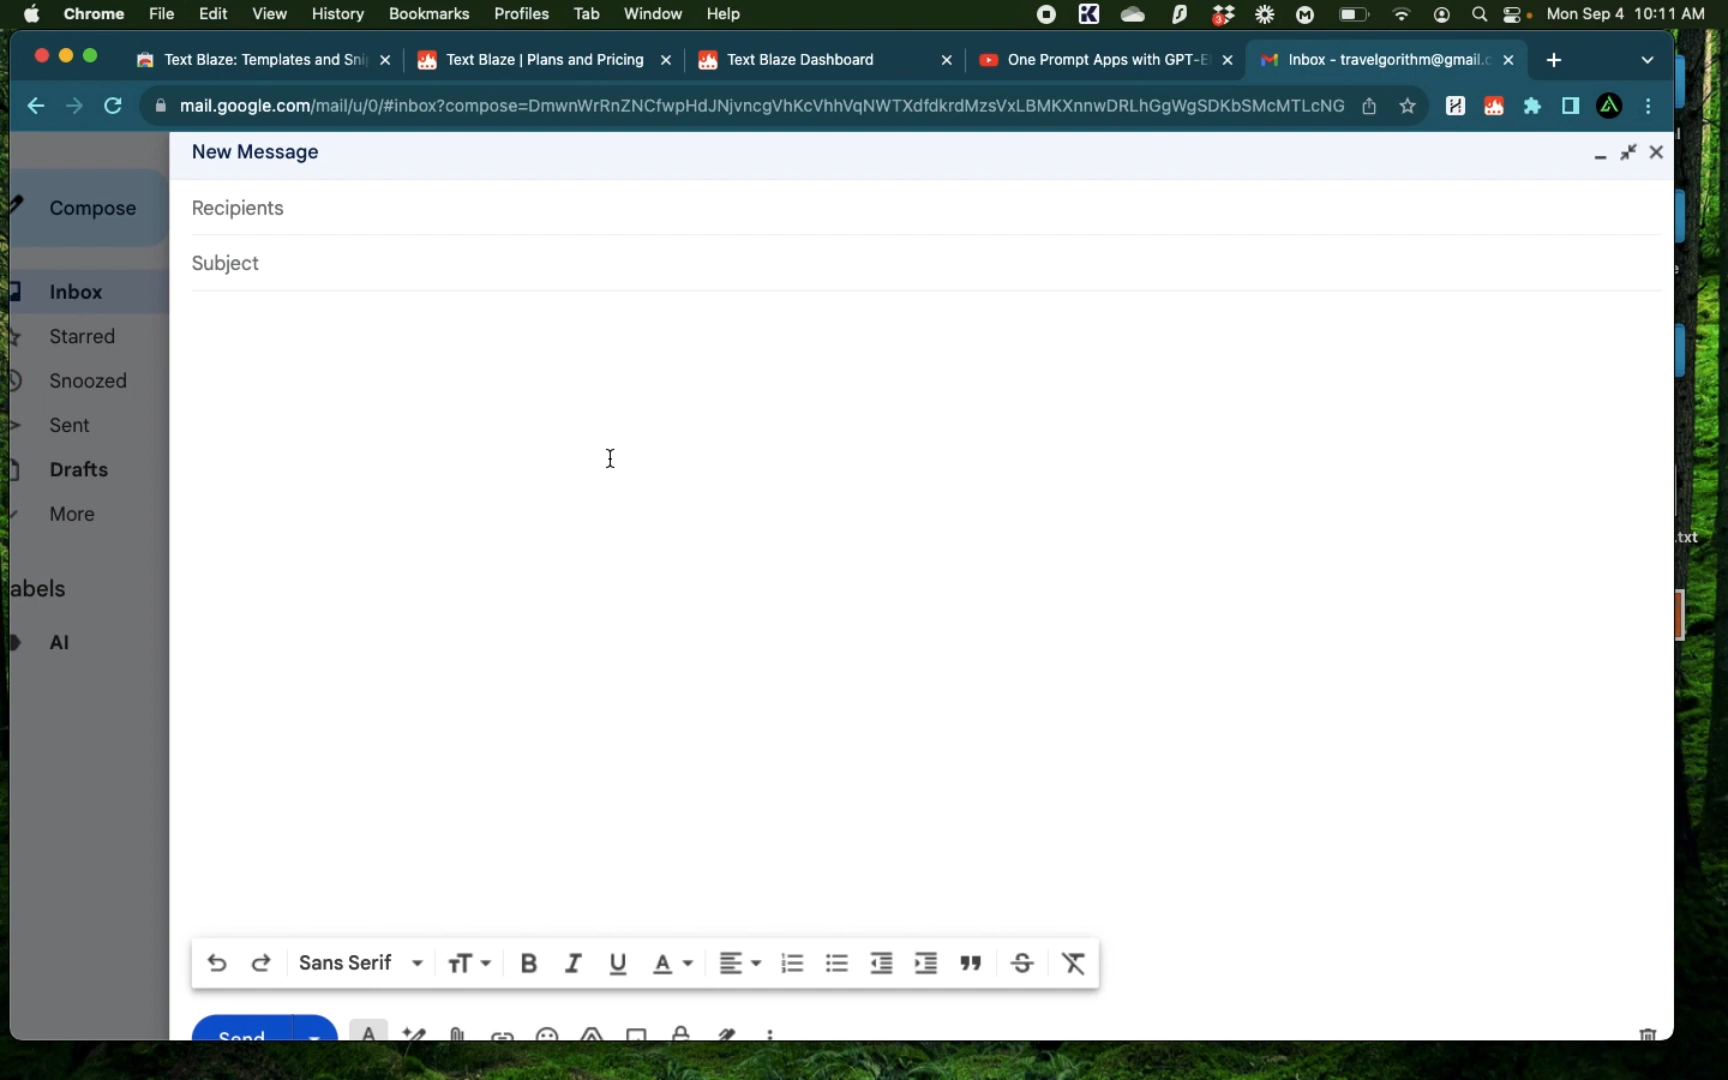 Chrome File Edit View History Bookmarks Profiles Tab Window Help 3 Mon Sep 4 10:11 AM
Text Blaze: Templates and Sni Text Blaze | Plans and Pricing Text Blaze Dashboard One Prompt Apps with GPT-E Inbox - travelgorithm@gmail.c
mail.google.com/mail/u/0/#inbox?compose=DmwnWrRnZNCfwpHdJNjvncgVhKcVhhVqNWTXdfdkrdMzsVxLBMKXnnwDRLhGgWgSDKbSMcMTLcNG
New Message
Compose
Recipients
Subject
Inbox
Starred
Snoozed
Sent
Drafts
More
.txt
abels
AI
Sans Serif
Send